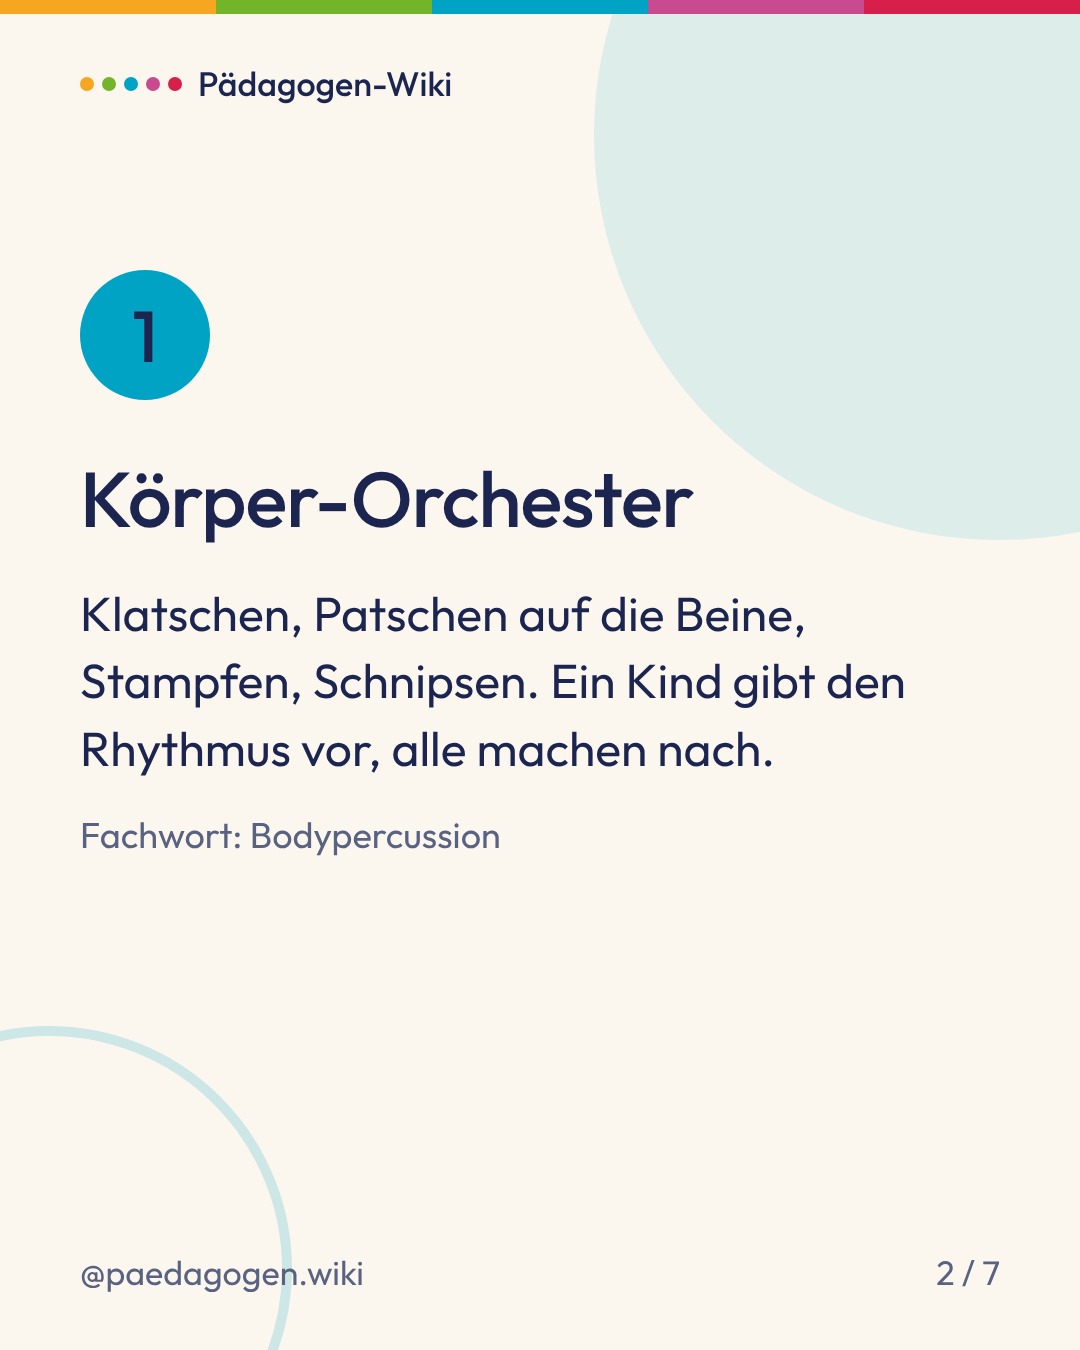 Pädagogen-Wiki
1
Körper-Orchester
Klatschen, Patschen auf die Beine,
Stampfen, Schnipsen. Ein Kind gibt den
Rhythmus vor, alle machen nach.
Fachwort: Bodypercussion
@paedagogen.wiki
2 / 7